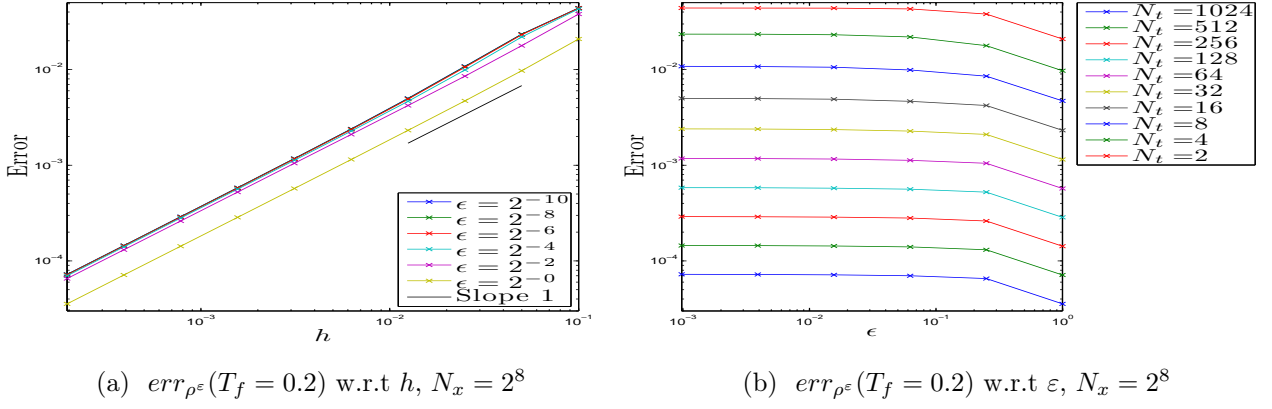 Error
10^{-2}
10^{-3}
10^{-4}
10^{-3}
10^{-2}
10^{-1}
h
ϵ = 2^{-10}
ϵ = 2^{-8}
ϵ = 2^{-6}
ϵ = 2^{-4}
ϵ = 2^{-2}
ϵ = 2^{-0}
Slope 1
(a) err_{ρ^ε}(T_f = 0.2) w.r.t h, N_x = 2^8
Error
10^{-2}
10^{-3}
10^{-4}
10^{-3}
10^{-2}
10^{-1}
10^0
ϵ
N_t =1024
N_t =512
N_t =256
N_t =128
N_t =64
N_t =32
N_t =16
N_t =8
N_t =4
N_t =2
(b) err_{ρ^ε}(T_f = 0.2) w.r.t ε, N_x = 2^8